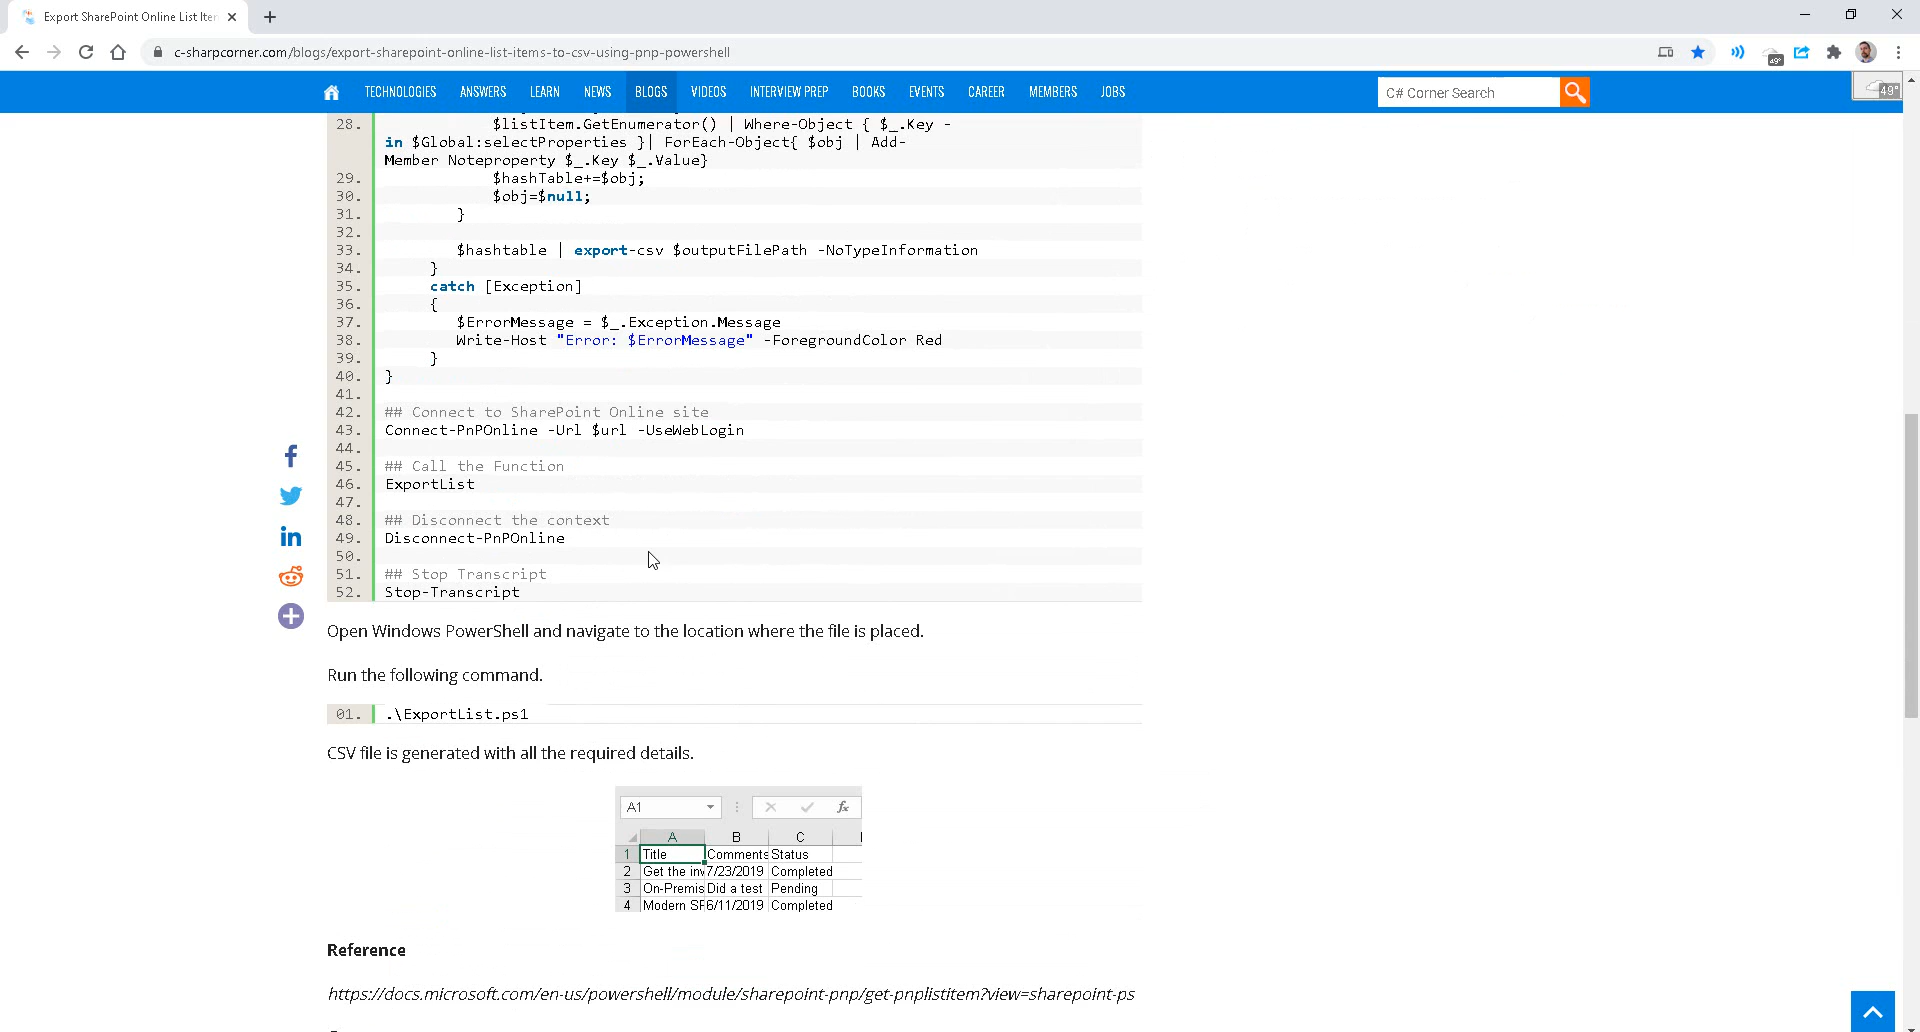 Export SharePoint Online List Iter
c-sharpcorner.com/blogs/export-sharepoint-online-list-items-to-csv-using-pnp-powershell
49°
TECHNOLOGIES ANSWERS LEARN NEWS BLOGS VIDEOS INTERVIEW PREP BOOKS EVENTS CAREER MEMBERS JOBS
C# Corner Search
49°
28. $listItem.GetEnumerator() | Where-Object { $_.Key -
in $Global:selectProperties }| ForEach-Object{ $obj | Add-
Member Noteproperty $_.Key $_.Value}
29. $hashTable+=$obj;
30. $obj=$null;
31. }
32.
33. $hashtable | export-csv $outputFilePath -NoTypeInformation
34. }
35. catch [Exception]
36. {
37. $ErrorMessage = $_.Exception.Message
38. Write-Host "Error: $ErrorMessage" -ForegroundColor Red
39. }
40. }
41.
42. ## Connect to SharePoint Online site
43. Connect-PnPOnline -Url $url -UseWebLogin
44.
45. ## Call the Function
46. ExportList
47.
48. ## Disconnect the context
49. Disconnect-PnPOnline
50.
51. ## Stop Transcript
52. Stop-Transcript
Open Windows PowerShell and navigate to the location where the file is placed.
Run the following command.
01. .\ExportList.ps1
CSV file is generated with all the required details.
A1 fx
A B C
1 Title Comments Status
2 Get the inv 7/23/2019 Completed
3 On-Premis Did a test Pending
4 Modern SF 6/11/2019 Completed
Reference
https://docs.microsoft.com/en-us/powershell/module/sharepoint-pnp/get-pnplistitem?view=sharepoint-ps